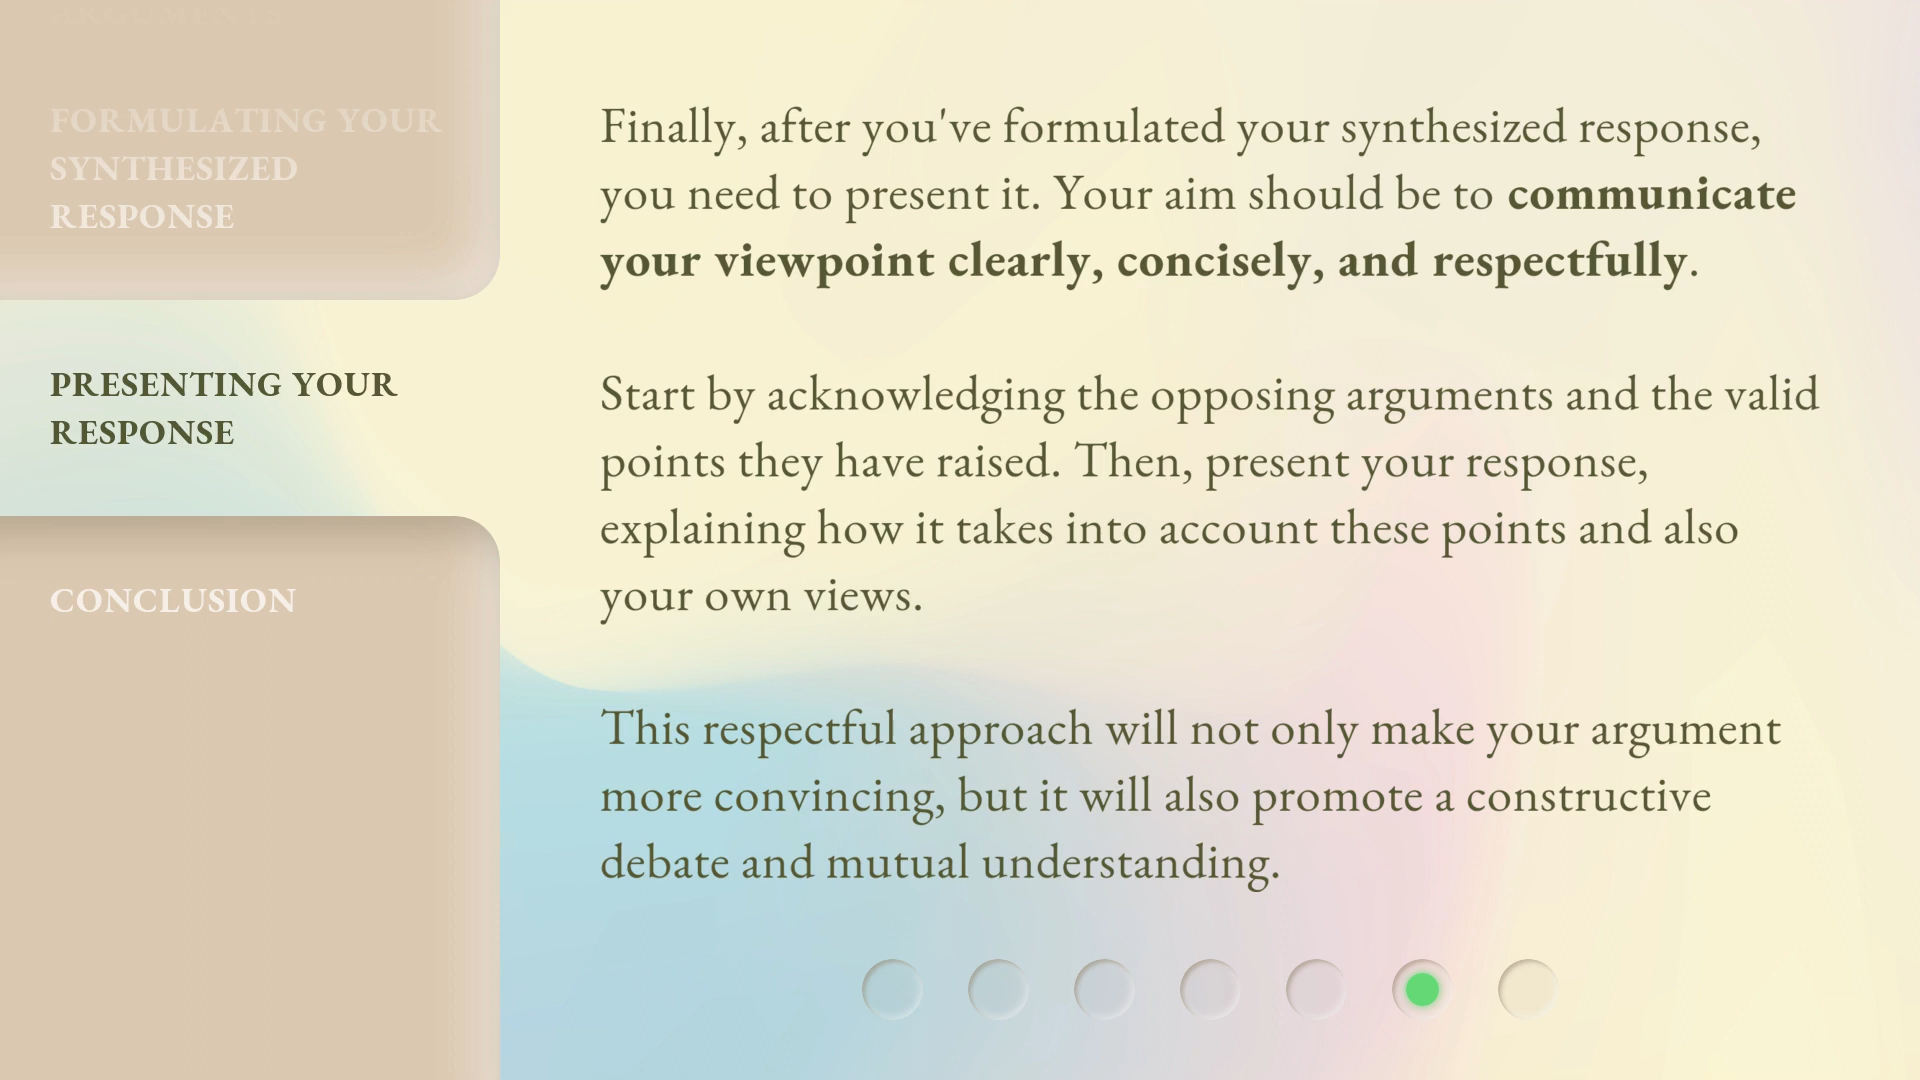 ARGUMENTS
FORMULATING YOUR
SYNTHESIZED
RESPONSE
PRESENTING YOUR
RESPONSE
CONCLUSION
Finally, after you've formulated your synthesized response,
you need to present it. Your aim should be to communicate
your viewpoint clearly, concisely, and respectfully.
Start by acknowledging the opposing arguments and the valid
points they have raised. Then, present your response,
explaining how it takes into account these points and also
your own views.
This respectful approach will not only make your argument
more convincing, but it will also promote a constructive
debate and mutual understanding.